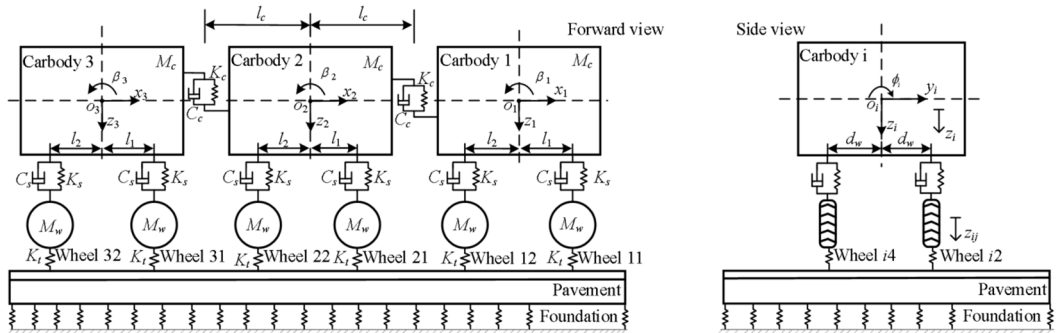 l_c l_c
Forward view
Side view
Carbody 3 M_c
Carbody 2 M_c
Carbody 1
Carbody i
K_c K_c
C_c C_c
β_3 β_2 β_1 ϕ_i
o_3 x_3 o_2 x_2 o_1 x_1 o_i y_i
z_3 z_2 z_1 z_i z_i
l_2 l_1 l_2 l_1 l_2 l_1 d_w d_w
C_s K_s C_s K_s C_s K_s C_s K_s C_s K_s C_s K_s
M_w M_w M_w M_w M_w M_w
z_ij
K_t Wheel 32 K_t Wheel 31 K_t Wheel 22 K_t Wheel 21 K_t Wheel 12 K_t Wheel 11
Wheel i4 Wheel i2
Pavement
Foundation
Pavement
Foundation